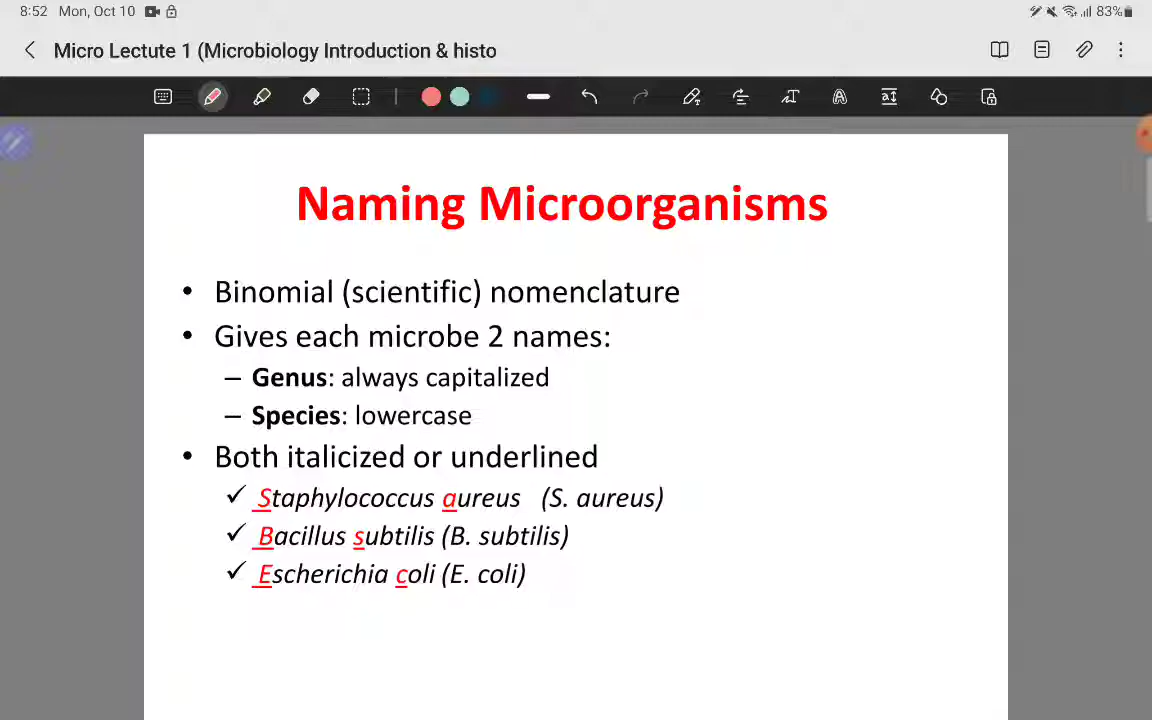 8:52 Mon, Oct 10 83%
Micro Lectute 1 (Microbiology Introduction & histo
Naming Microorganisms
• Binomial (scientific) nomenclature
• Gives each microbe 2 names:
– Genus: always capitalized
– Species: lowercase
• Both italicized or underlined
✓ Staphylococcus aureus (S. aureus)
✓ Bacillus subtilis (B. subtilis)
✓ Escherichia coli (E. coli)